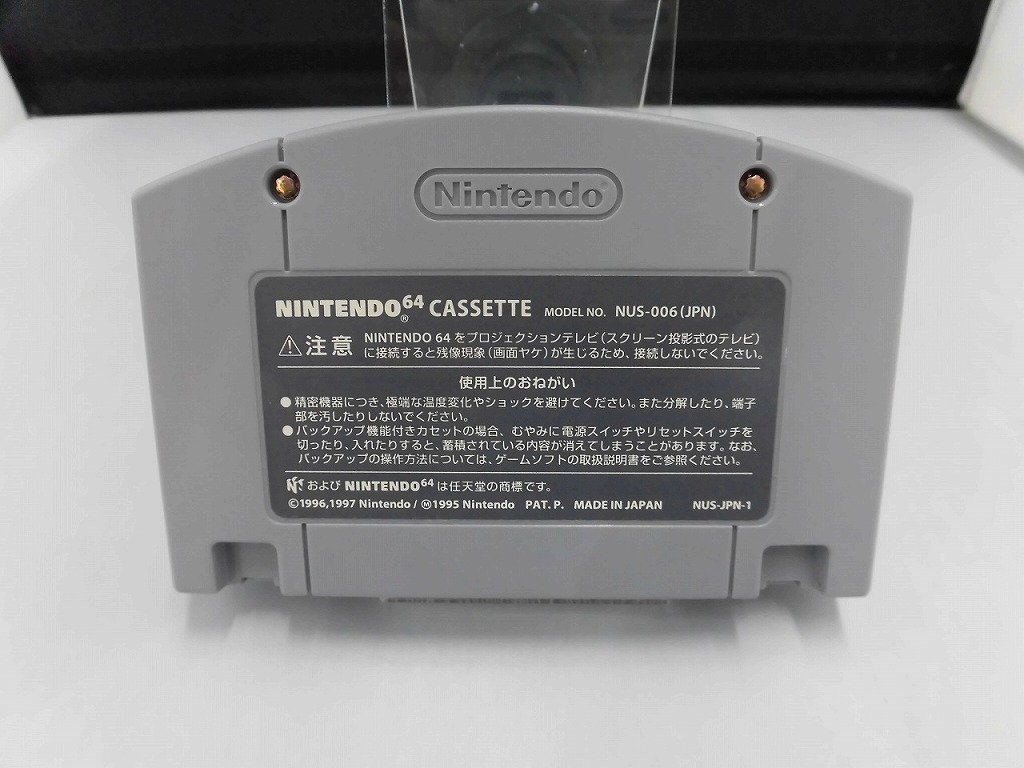 Nintendo®
NINTENDO64® CASSETTE MODEL NO. NUS-006(JPN)
注意 NINTENDO 64をプロジェクションテレビ(スクリーン投影式のテレビ)
に接続すると残像現象(画面ヤケ)が生じるため、接続しないでください。
使用上のおねがい
●精密機器につき、極端な温度変化やショックを避けてください。また分解したり、端子
部を汚したりしないでください。
●バックアップ機能付きカセットの場合、むやみに電源スイッチやリセットスイッチを
切ったり、入れたりすると、蓄積されている内容が消えてしまうことがあります。なお、
バックアップの操作方法については、ゲームソフトの取扱説明書をご参照ください。
および NINTENDO64は任天堂の商標です。
©1996,1997 Nintendo/Ⓜ1995 Nintendo PAT. P. MADE IN JAPAN NUS-JPN-1